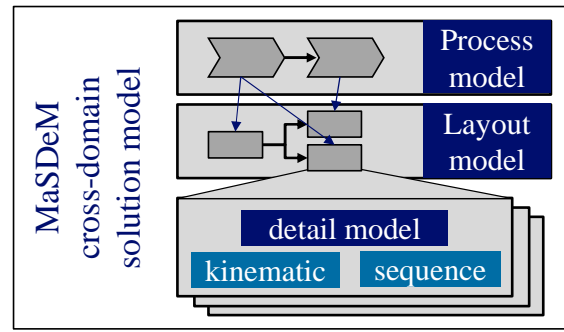 MaSDeM
cross-domain
solution model
Process
model
Layout
model
detail model
kinematic
sequence